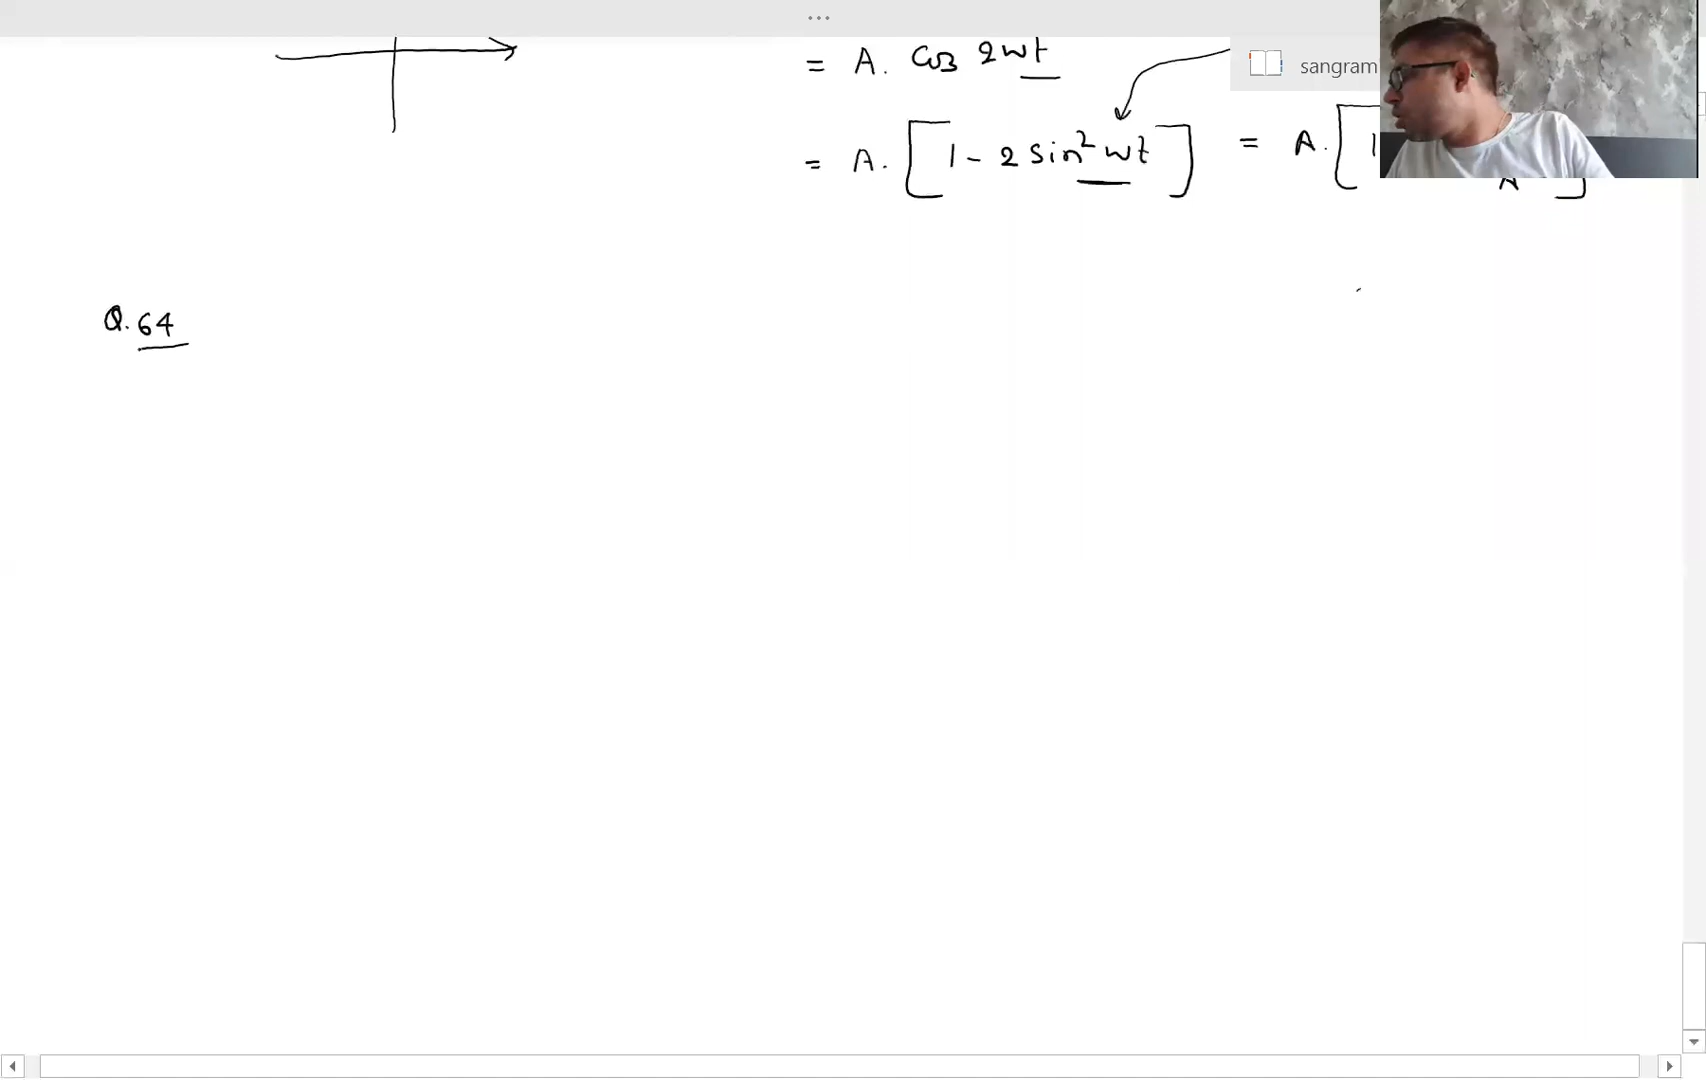 = A. Cos 2wt
sangram
= A. [1 - 2 Sin² wt] = A. [1
A
Q. 64